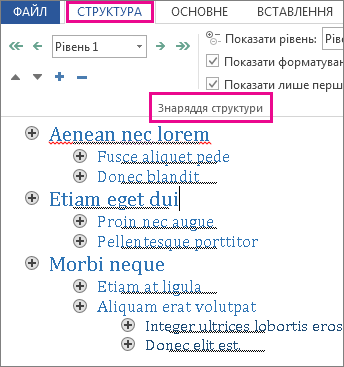 ФАЙЛ СТРУКТУРА ОСНОВНЕ ВСТАВЛЕННЯ
Рівень 1 Показати рівень: Ріве
Показати форматуван
Показати лише перш
Знаряддя структури
Aenean nec lorem
Fusce aliquet pede
Donec blandit
Etiam eget dui
Proin nec augue
Pellentesque porttitor
Morbi neque
Etiam at ligula
Aliquam erat volutpat
Integer ultrices lobortis eros
Donec elit est.